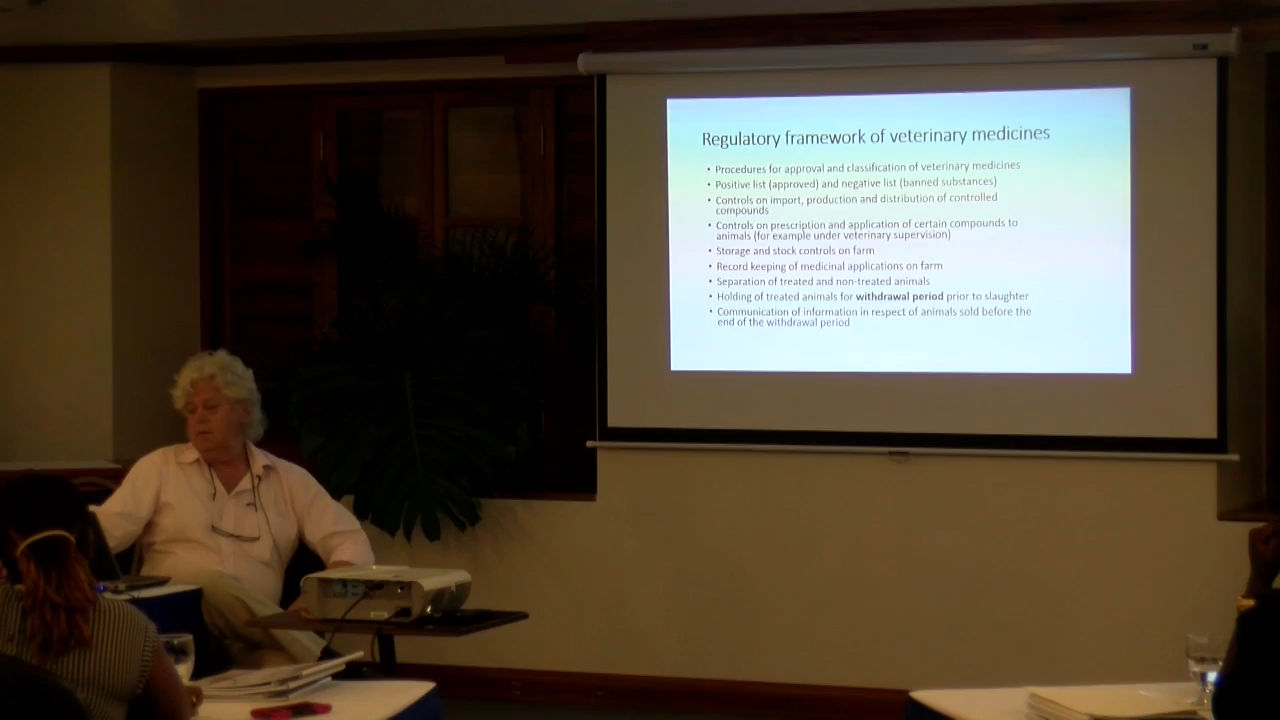 Regulatory framework of veterinary medicines
• Procedures for approval and classification of veterinary medicines
• Positive list (approved) and negative list (banned substances)
• Controls on import, production and distribution of controlled
compounds
• Controls on prescription and application of certain compounds to
animals (for example under veterinary supervision)
• Storage and stock controls on farm
• Record keeping of medicinal applications on farm
• Separation of treated and non-treated animals
• Holding of treated animals for withdrawal period prior to slaughter
• Communication of information in respect of animals sold before the
end of the withdrawal period